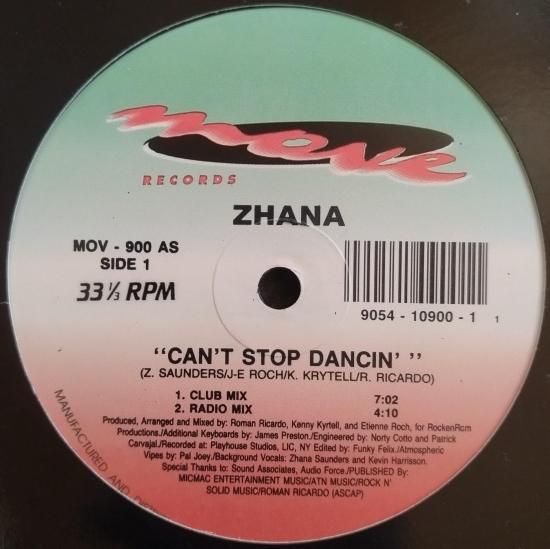 move
RECORDS
ZHANA
MOV - 900 AS
SIDE 1
33 ⅓ RPM
9054 - 10900 - 1 1
"CAN'T STOP DANCIN' "
(Z. SAUNDERS/J-E ROCH/K. KRYTELL/R. RICARDO)
1. CLUB MIX 7:02
2. RADIO MIX 4:10
Produced, Arranged and Mixed by: Roman Ricardo, Kenny Kyrtell, and Etienne Roch, for RockenRcm
Productions./Additional Keyboards by: James Preston./Engineered by: Norty Cotto and Patrick
Carvajal./Recorded at: Playhouse Studios, LIC, NY Edited by: Funky Felix./Atmospheric
Vipes by: Pal Joey./Background Vocals: Zhana Saunders and Kevin Harrisson.
Special Thanks to: Sound Associates, Audio Force./PUBLISHED By:
MICMAC ENTERTAINMENT MUSIC/ATN MUSIC/ROCK N'
SOLID MUSIC/ROMAN RICARDO (ASCAP)
MANUFACTURED AND